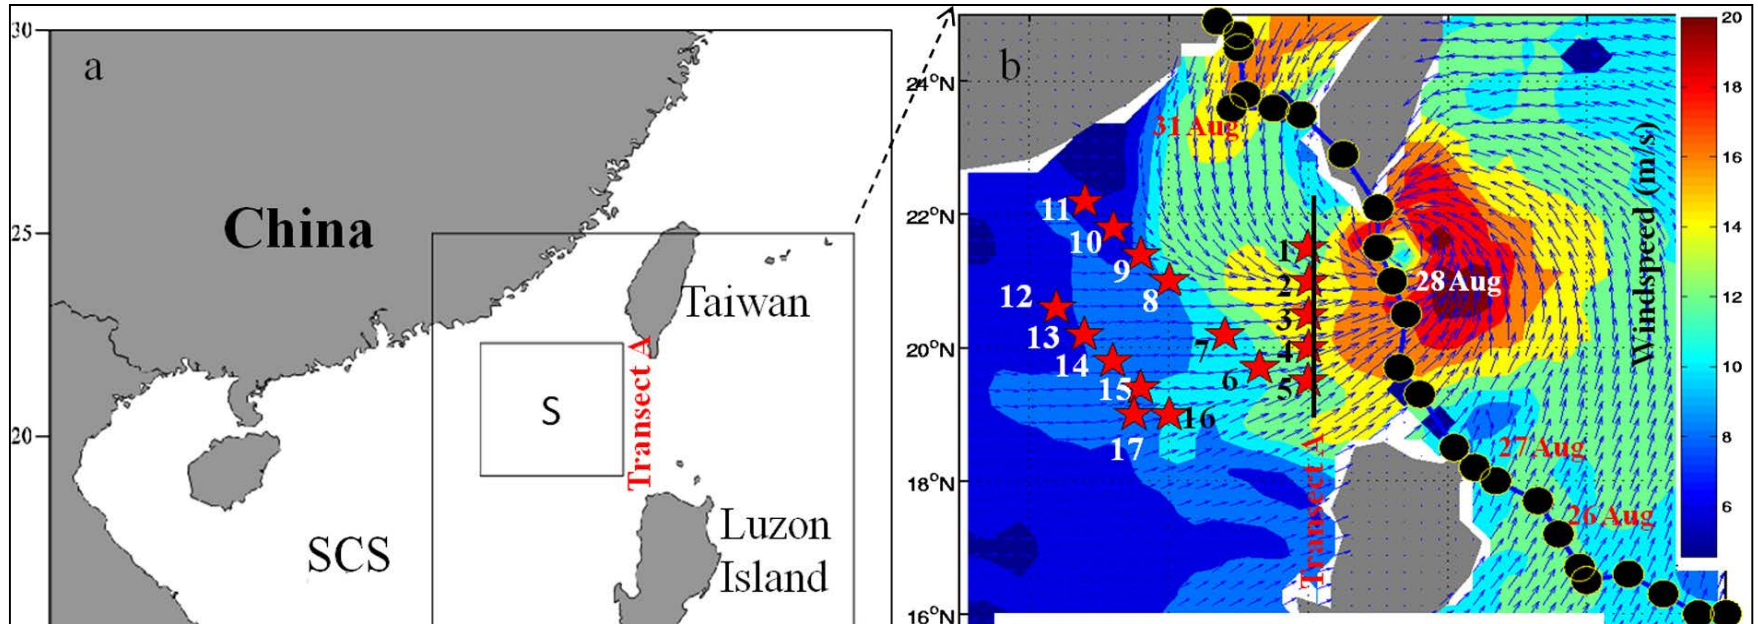 30
a
China
25
Taiwan
Transect A
S
20
SCS
Luzon
Island
b
24°N
22°N
20°N
18°N
16°N
31 Aug
28 Aug
27 Aug
26 Aug
11
10
9
8
12
13
14
15
16
17
7
6
1
2
3
4
5
Transect A
Windspeed (m/s)
20
18
16
14
12
10
8
6